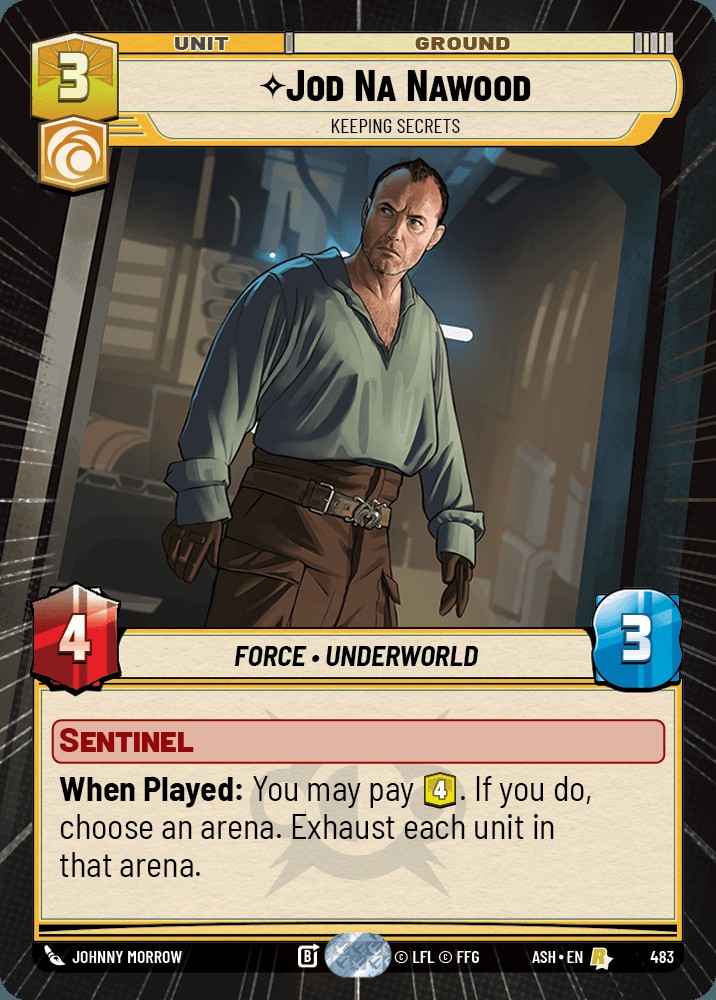 UNIT
GROUND
3
✧JOD NA NAWOOD
KEEPING SECRETS
4
FORCE • UNDERWORLD
3
SENTINEL
When Played: You may pay 4. If you do,
choose an arena. Exhaust each unit in
that arena.
JOHNNY MORROW
B
© LFL © FFG
ASH • EN
R
483